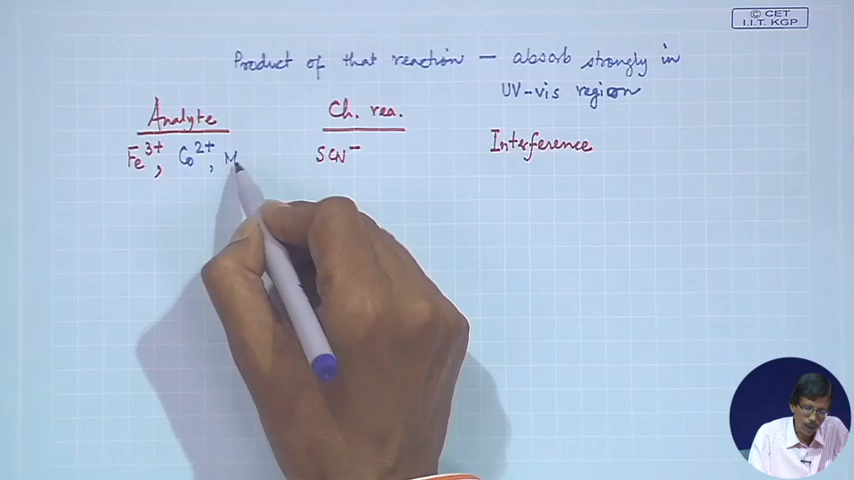 © CET
I.I.T. KGP
Product of that reaction — absorb strongly in
UV-vis region
Analyte
Ch. rea.
Interference
Fe³⁺, Co²⁺, M
SCN⁻